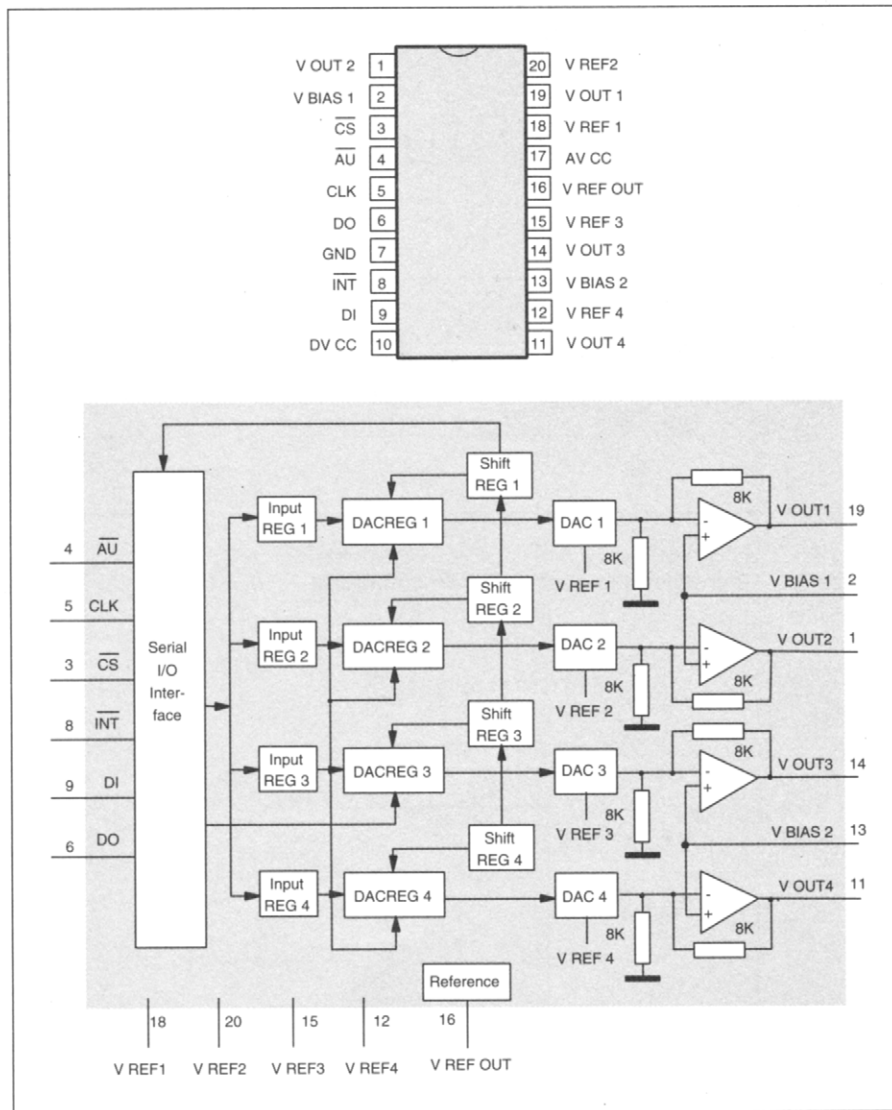 V OUT 2 1 20 V REF2
V BIAS 1 2 19 V OUT 1
CS 3 18 V REF 1
AU 4 17 AV CC
CLK 5 16 V REF OUT
DO 6 15 V REF 3
GND 7 14 V OUT 3
INT 8 13 V BIAS 2
DI 9 12 V REF 4
DV CC 10 11 V OUT 4
Shift
REG 1
Input
REG 1
DACREG 1
DAC 1
8K
8K
-
+
V OUT1 19
V REF 1
4 AU
5 CLK
3 CS
8 INT
9 DI
6 DO
Serial
I/O
Inter-
face
V BIAS 1 2
Shift
REG 2
Input
REG 2
DACREG 2
DAC 2
8K
8K
-
+
V OUT2 1
V REF 2
Shift
REG 3
Input
REG 3
DACREG 3
DAC 3
8K
8K
-
+
V OUT3 14
V REF 3
V BIAS 2 13
Shift
REG 4
Input
REG 4
DACREG 4
DAC 4
8K
8K
-
+
V OUT4 11
V REF 4
Reference
18 20 15 12 16
V REF1 V REF2 V REF3 V REF4 V REF OUT